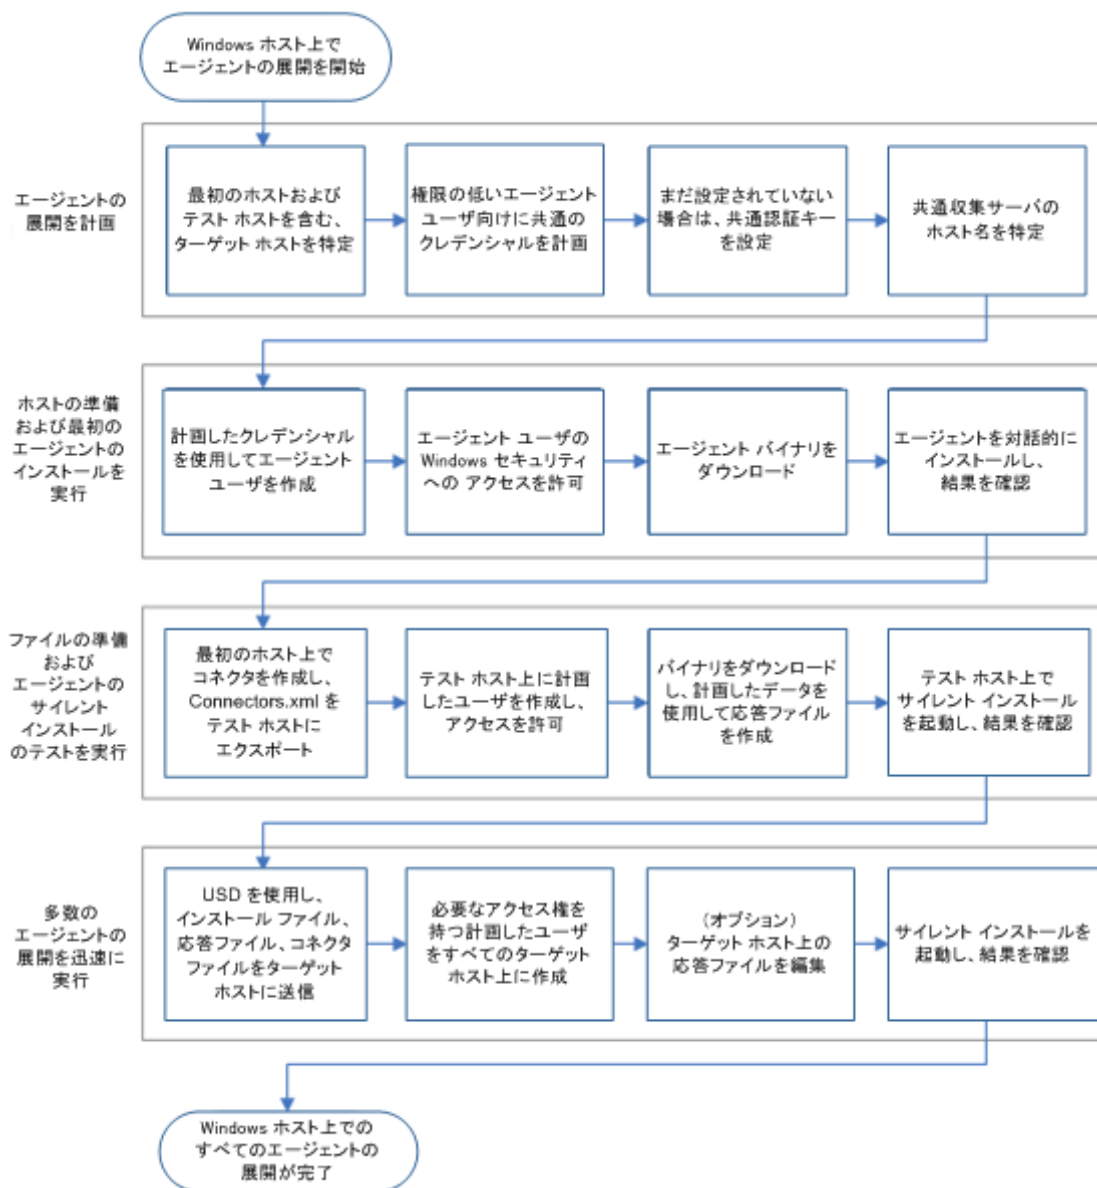 Windows ホスト上で
エージェントの展開を開始
エージェントの
展開を計画
最初のホストおよび
テスト ホストを含む、
ターゲット ホストを特定
権限の低いエージェント
ユーザ向けに共通の
クレデンシャルを計画
まだ設定されていない
場合は、共通認証キー
を設定
共通収集サーバの
ホスト名を特定
ホストの準備
および最初の
エージェントの
インストールを
実行
計画したクレデンシャル
を使用してエージェント
ユーザを作成
エージェント ユーザの
Windows セキュリティ
への アクセスを許可
エージェント バイナリを
ダウンロード
エージェントを対話的に
インストールし、
結果を確認
ファイルの準備
および
エージェントの
サイレント
インストール
のテストを実行
最初のホスト上で
コネクタを作成し、
Connectors.xml を
テスト ホストに
エクスポート
テスト ホスト上に計画
したユーザを作成し、
アクセスを許可
バイナリをダウンロード
し、計画したデータを
使用して応答ファイル
を作成
テスト ホスト上で
サイレント インストール
を起動し、結果を確認
多数の
エージェントの
展開を迅速に
実行
USD を使用し、
インストール ファイル、
応答ファイル、コネクタ
ファイルをターゲット
ホストに送信
必要なアクセス権を
持つ計画したユーザ
をすべてのターゲット
ホスト上に作成
(オプション)
ターゲット ホスト上の
応答ファイルを編集
サイレント インストールを
起動し、結果を確認
Windows ホスト上での
すべてのエージェントの
展開が完了